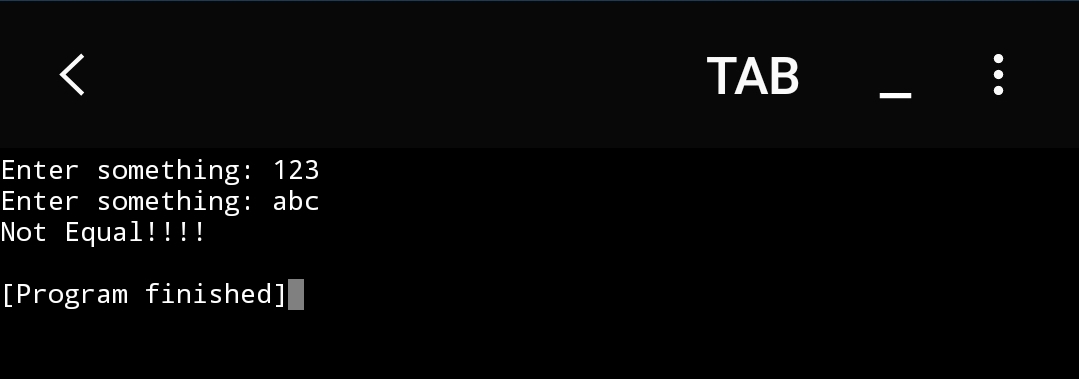 TAB _
Enter something: 123
Enter something: abc
Not Equal!!!!
[Program finished]